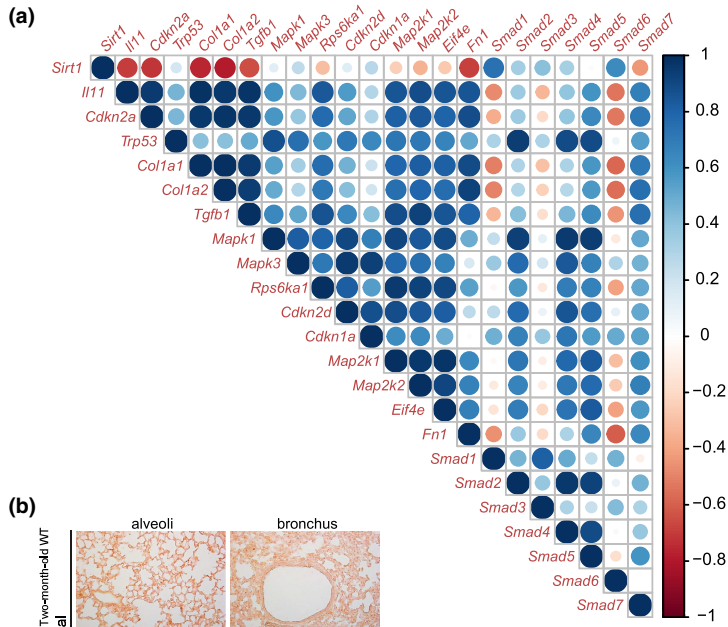 (a)
Sirt1 Il11 Cdkn2a Trp53 Col1a1 Col1a2 Tgfb1 Mapk1 Mapk3 Rps6ka1 Cdkn2d Cdkn1a Map2k1 Map2k2 Eif4e Fn1 Smad1 Smad2 Smad3 Smad4 Smad5 Smad6 Smad7
Sirt1
Il11
Cdkn2a
Trp53
Col1a1
Col1a2
Tgfb1
Mapk1
Mapk3
Rps6ka1
Cdkn2d
Cdkn1a
Map2k1
Map2k2
Eif4e
Fn1
Smad1
Smad2
Smad3
Smad4
Smad5
Smad6
Smad7
1
0.8
0.6
0.4
0.2
0
−0.2
−0.4
−0.6
−0.8
−1
(b)
alveoli
bronchus
Two-month-old WT
al